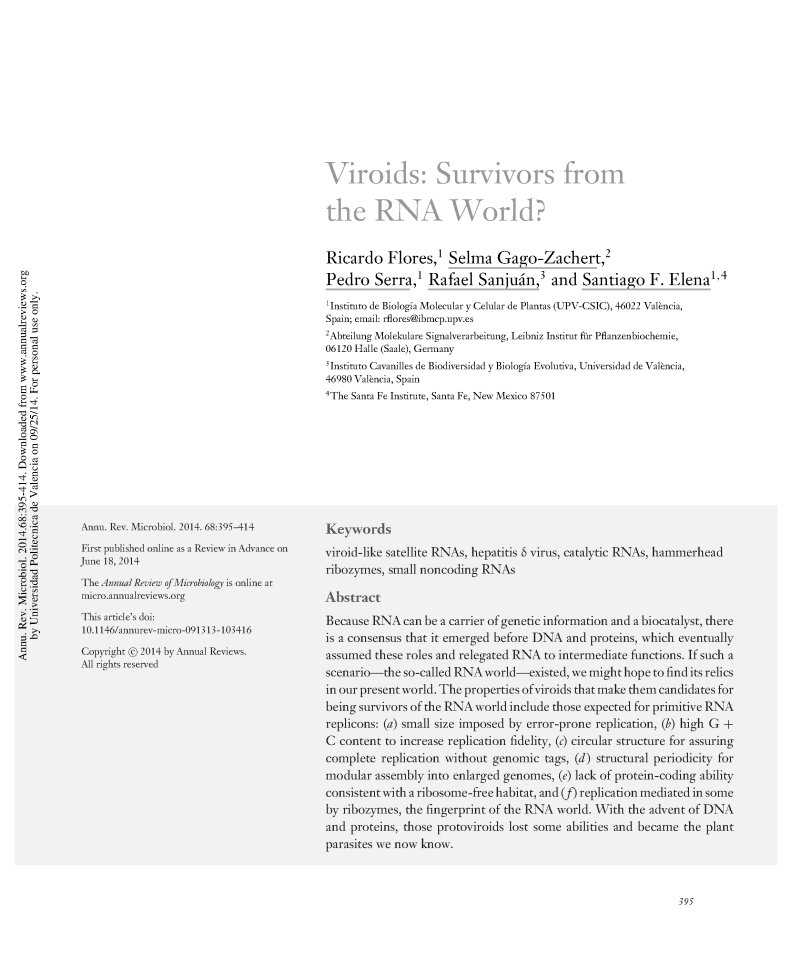 Viroids: Survivors from
the RNA World?
Ricardo Flores,1 Selma Gago-Zachert,2
Pedro Serra,1 Rafael Sanjuán,3 and Santiago F. Elena1,4
1Instituto de Biología Molecular y Celular de Plantas (UPV-CSIC), 46022 València,
Spain; email: rflores@ibmcp.upv.es
2Abteilung Molekulare Signalverarbeitung, Leibniz Institut für Pflanzenbiochemie,
06120 Halle (Saale), Germany
3Instituto Cavanilles de Biodiversidad y Biología Evolutiva, Universidad de València,
46980 València, Spain
4The Santa Fe Institute, Santa Fe, New Mexico 87501
Annu. Rev. Microbiol. 2014.68:395-414. Downloaded from www.annualreviews.org
by Universidad Politecnica de Valencia on 09/25/14. For personal use only.
Annu. Rev. Microbiol. 2014. 68:395–414
First published online as a Review in Advance on
June 18, 2014
The Annual Review of Microbiology is online at
micro.annualreviews.org
This article's doi:
10.1146/annurev-micro-091313-103416
Copyright © 2014 by Annual Reviews.
All rights reserved
Keywords
viroid-like satellite RNAs, hepatitis δ virus, catalytic RNAs, hammerhead
ribozymes, small noncoding RNAs
Abstract
Because RNA can be a carrier of genetic information and a biocatalyst, there
is a consensus that it emerged before DNA and proteins, which eventually
assumed these roles and relegated RNA to intermediate functions. If such a
scenario—the so-called RNA world—existed, we might hope to find its relics
in our present world. The properties of viroids that make them candidates for
being survivors of the RNA world include those expected for primitive RNA
replicons: (a) small size imposed by error-prone replication, (b) high G +
C content to increase replication fidelity, (c) circular structure for assuring
complete replication without genomic tags, (d) structural periodicity for
modular assembly into enlarged genomes, (e) lack of protein-coding ability
consistent with a ribosome-free habitat, and (f) replication mediated in some
by ribozymes, the fingerprint of the RNA world. With the advent of DNA
and proteins, those protoviroids lost some abilities and became the plant
parasites we now know.
395